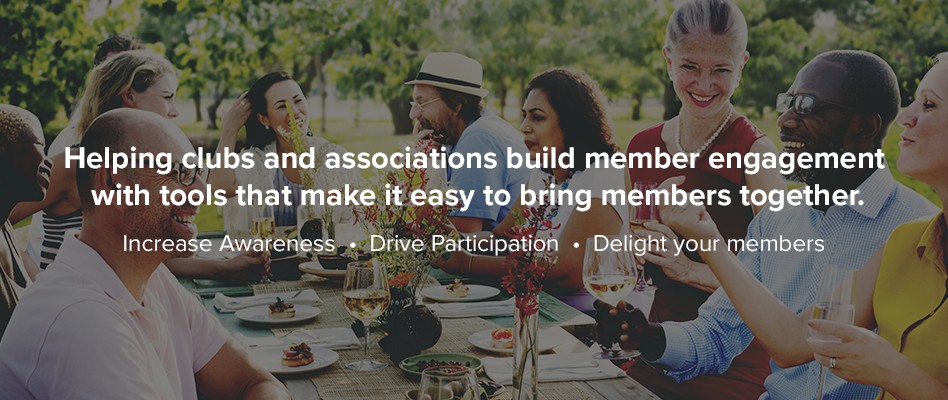 Helping clubs and associations build member engagement
with tools that make it easy to bring members together.
Increase Awareness • Drive Participation • Delight your members